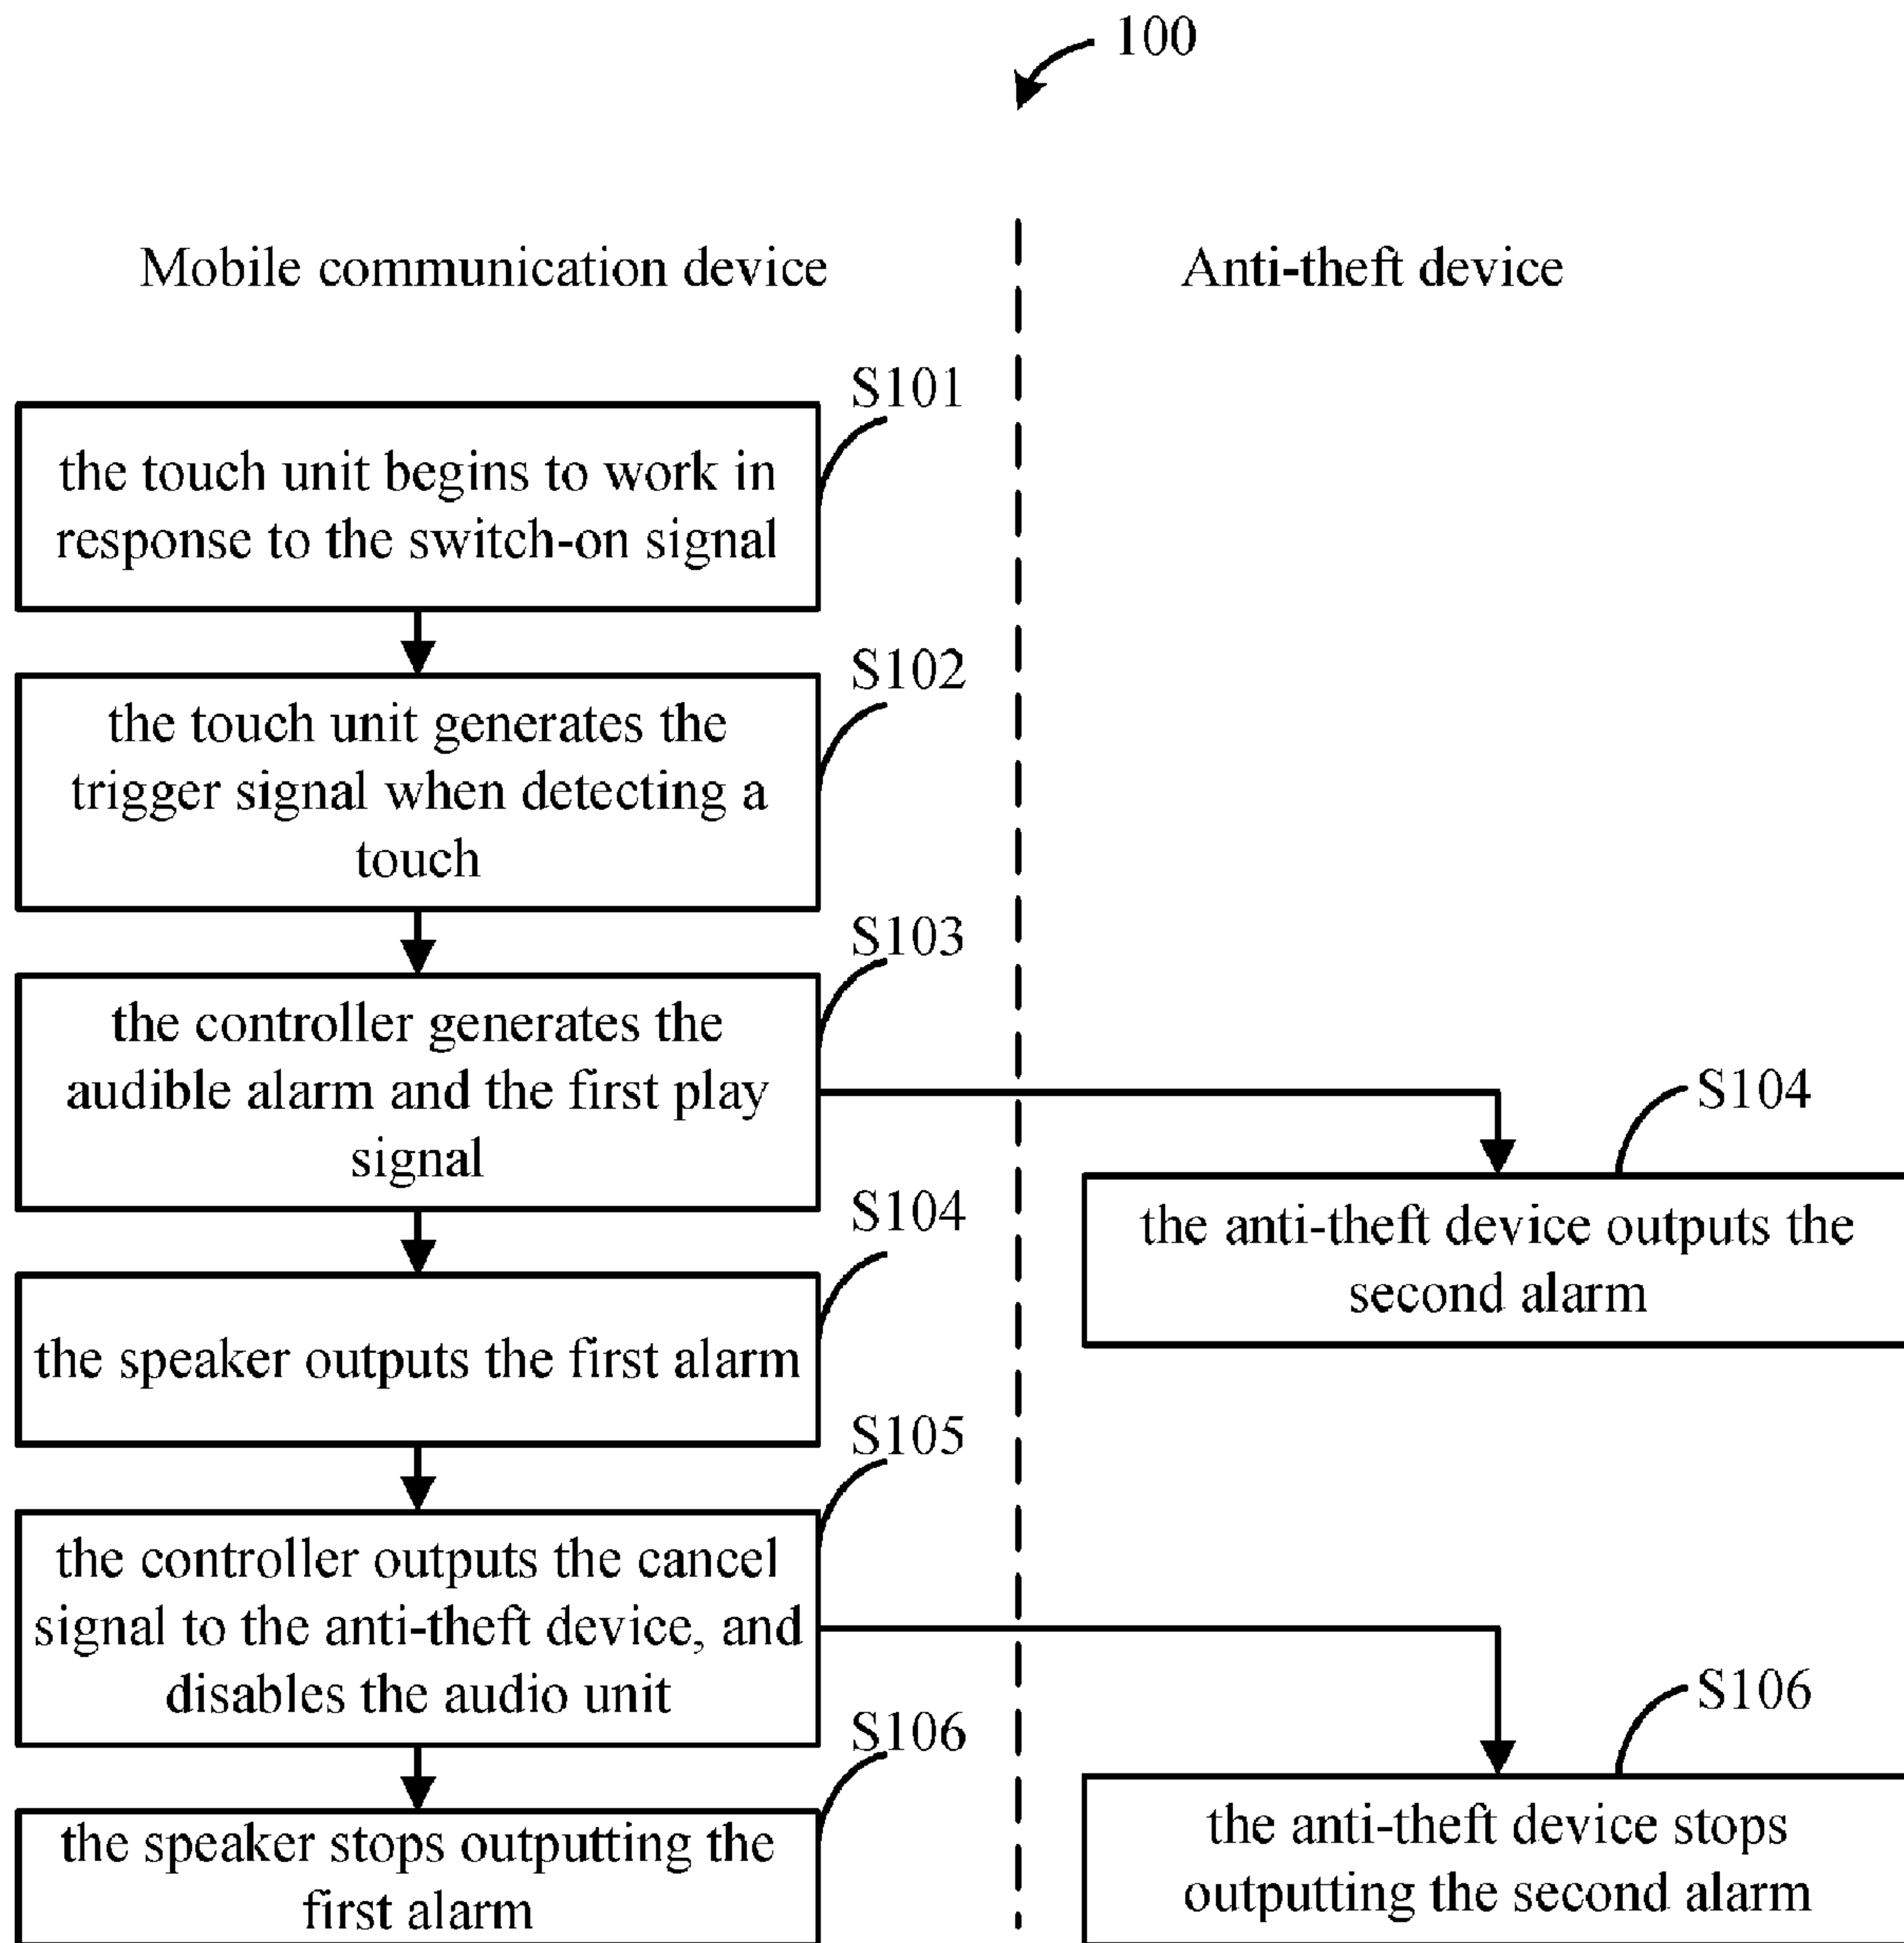 100
Mobile communication device
Anti-theft device
S101
the touch unit begins to work in
response to the switch-on signal
S102
the touch unit generates the
trigger signal when detecting a
touch
S103
the controller generates the
audible alarm and the first play
signal
S104
the anti-theft device outputs the
second alarm
S104
the speaker outputs the first alarm
S105
the controller outputs the cancel
signal to the anti-theft device, and
disables the audio unit
S106
the speaker stops outputting the
first alarm
S106
the anti-theft device stops
outputting the second alarm